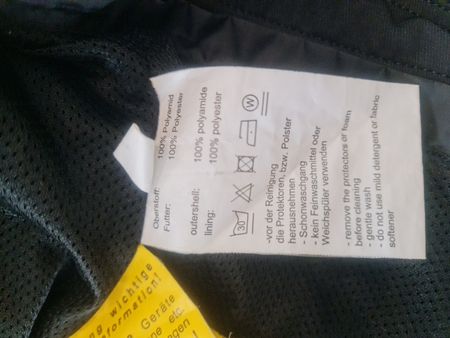 Oberstoff: 100% Polyamid
Futter: 100% Polyester
outershell: 100% polyamide
lining: 100% polyester
30
W
-vor der Reinigung
die Protektoren, bzw. Polster
herausnehmen
- Schonwaschgang
- kein Feinwaschmittel oder
Weichspüler verwenden
- remove the protectors or foam
before cleaning
- gentle wash
- do not use mild detergent or fabric
softener
wichtige
nformation!
Geräte
etc.